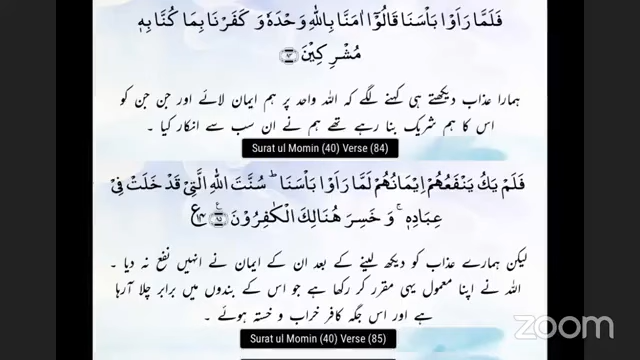 فَلَمَّا رَاَوْا بَاْسَنَا قَالُوْٓا اٰمَنَّا بِاللّٰهِ وَحْدَهٗ وَ كَفَرْنَا بِمَا كُنَّا بِهٖ
مُشْرِكِيْنَ ﴿۸۴﴾
ہمارا عذاب دیکھتے ہی کہنے لگے کہ اللہ واحد پر ہم ایمان لائے اور جن جن کو
اس کا ہم شریک بنا رہے تھے ہم نے ان سب سے انکار کیا ۔
Surat ul Momin (40) Verse (84)
فَلَمْ يَكُ يَنْفَعُهُمْ اِيْمَانُهُمْ لَمَّا رَاَوْا بَاْسَنَا ؕ سُنَّتَ اللّٰهِ الَّتِيْ قَدْ خَلَتْ فِيْ
عِبَادِهٖ ۚ وَ خَسِرَ هُنَالِكَ الْكٰفِرُوْنَ ﴿۸۵﴾
لیکن ہمارے عذاب کو دیکھ لینے کے بعد ان کے ایمان نے انہیں نفع نہ دیا ۔
اللہ نے اپنا معمول یہی مقرر کر رکھا ہے جو اس کے بندوں میں برابر چلا آرہا
ہے اور اس جگہ کافر خراب و خستہ ہوئے ۔
Surat ul Momin (40) Verse (85)
zoom